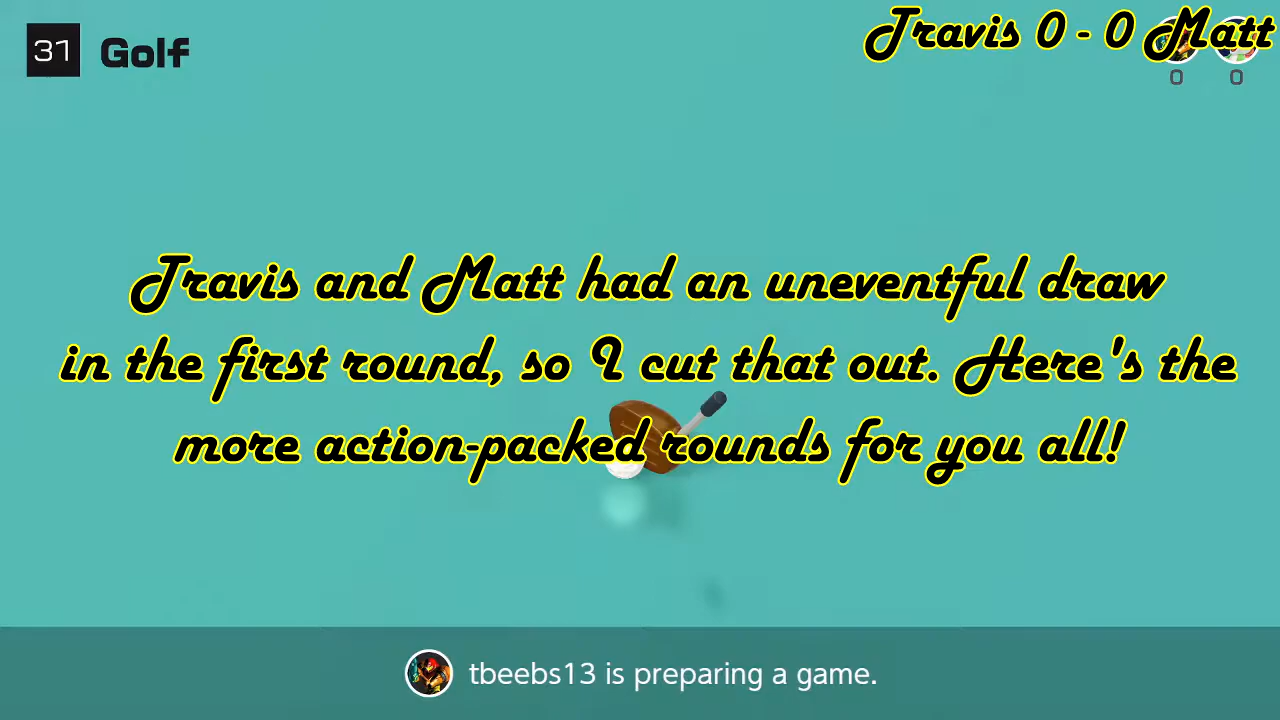 31 Golf
Travis 0 - 0 Matt
0 0
Travis and Matt had an uneventful draw
in the first round, so I cut that out. Here's the
more action-packed rounds for you all!
tbeebs13 is preparing a game.